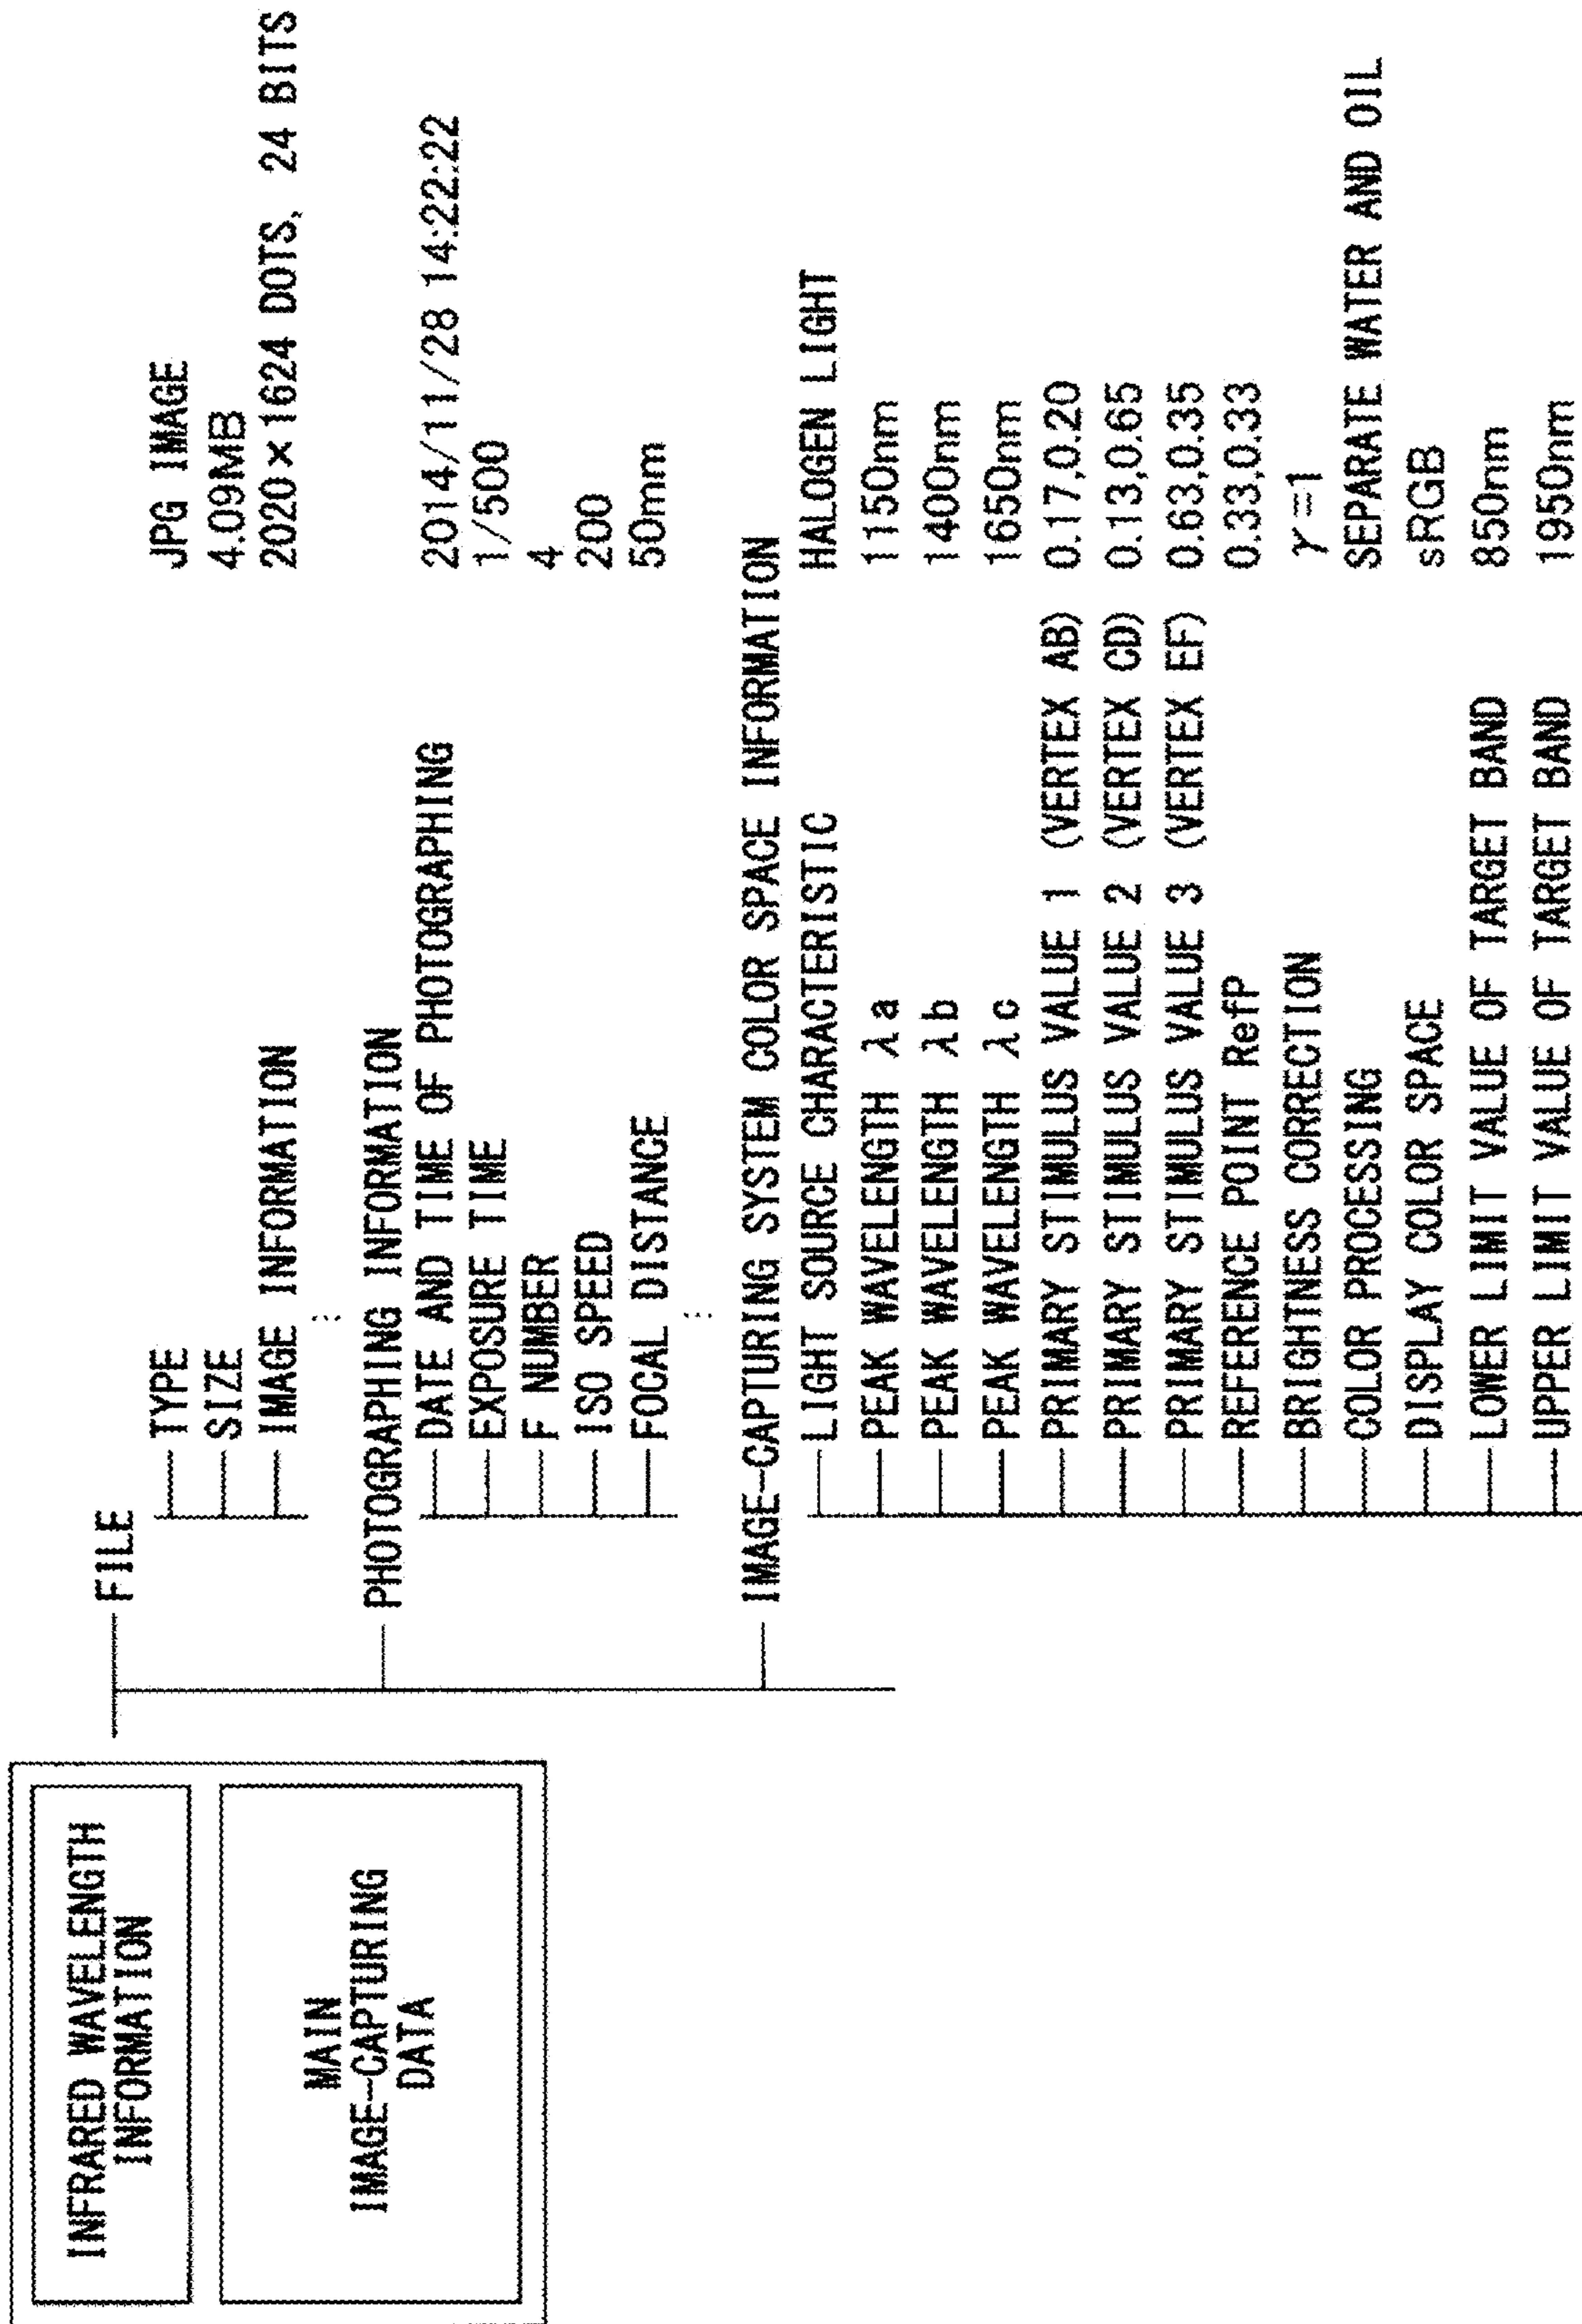 INFRARED WAVELENGTH
INFORMATION
MAIN
IMAGE-CAPTURING
DATA
FILE
TYPE JPG IMAGE
SIZE 4.09MB
IMAGE INFORMATION 2020×1624 DOTS, 24 BITS
PHOTOGRAPHING INFORMATION
DATE AND TIME OF PHOTOGRAPHING 2014/11/28 14:22:22
EXPOSURE TIME 1/500
F NUMBER 4
ISO SPEED 200
FOCAL DISTANCE 50mm
IMAGE-CAPTURING SYSTEM COLOR SPACE INFORMATION
LIGHT SOURCE CHARACTERISTIC HALOGEN LIGHT
PEAK WAVELENGTH λa 1150nm
PEAK WAVELENGTH λb 1400nm
PEAK WAVELENGTH λc 1650nm
PRIMARY STIMULUS VALUE 1 (VERTEX AB) 0.17,0.20
PRIMARY STIMULUS VALUE 2 (VERTEX CD) 0.13,0.65
PRIMARY STIMULUS VALUE 3 (VERTEX EF) 0.63,0.35
REFERENCE POINT RefP 0.33,0.33
BRIGHTNESS CORRECTION γ=1
COLOR PROCESSING SEPARATE WATER AND OIL
DISPLAY COLOR SPACE sRGB
LOWER LIMIT VALUE OF TARGET BAND 850nm
UPPER LIMIT VALUE OF TARGET BAND 1950nm